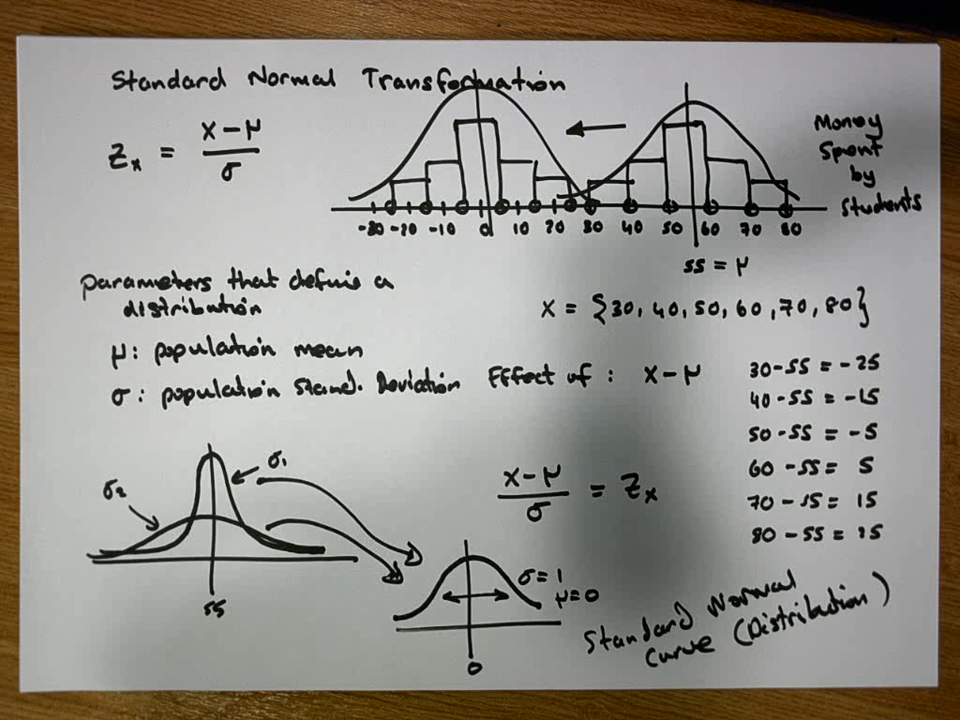 Standard Normal Transformation
Zx = x-μ / σ
Money
Spent
by
Students
-30 -20 -10 0 10 20 30 40 50 60 70 80
55 = μ
parameters that define a
distribution
x = {30, 40, 50, 60, 70, 80}
μ: population mean
σ: population Stand. Deviation
Effect of : x-μ
30-55 = -25
40-55 = -15
50-55 = -5
60-55 = 5
70-55 = 15
80-55 = 25
σ1
σ2
55
x-μ / σ = Zx
σ=1
μ=0
0
Standard Normal
Curve (Distribution)